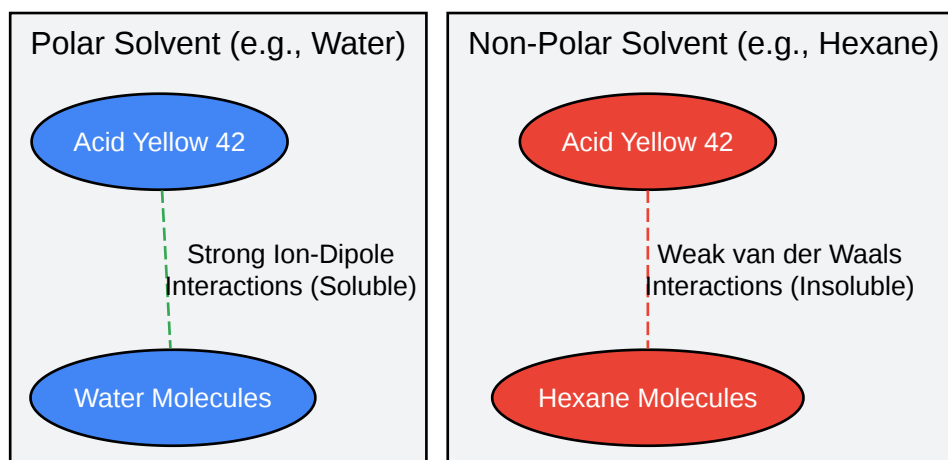 Polar Solvent (e.g., Water)
Acid Yellow 42
Strong Ion-Dipole
Interactions (Soluble)
Water Molecules
Non-Polar Solvent (e.g., Hexane)
Acid Yellow 42
Weak van der Waals
Interactions (Insoluble)
Hexane Molecules